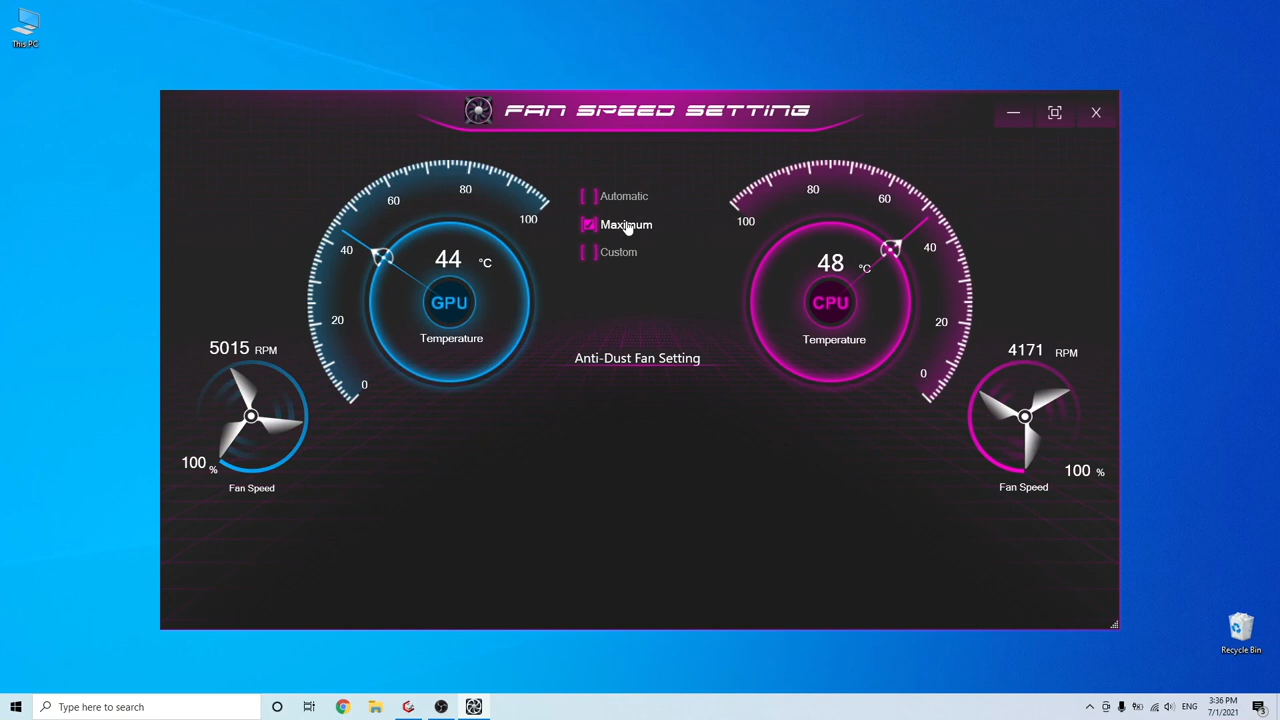 This PC
FAN SPEED SETTING
Automatic
Maximum
Custom
0
20
40
60
80
100
44 °C
GPU
Temperature
100
80
60
40
20
0
48 °C
CPU
Temperature
Anti-Dust Fan Setting
5015 RPM
100 %
Fan Speed
4171 RPM
100 %
Fan Speed
Recycle Bin
Type here to search
ENG
3:36 PM
7/1/2021
3